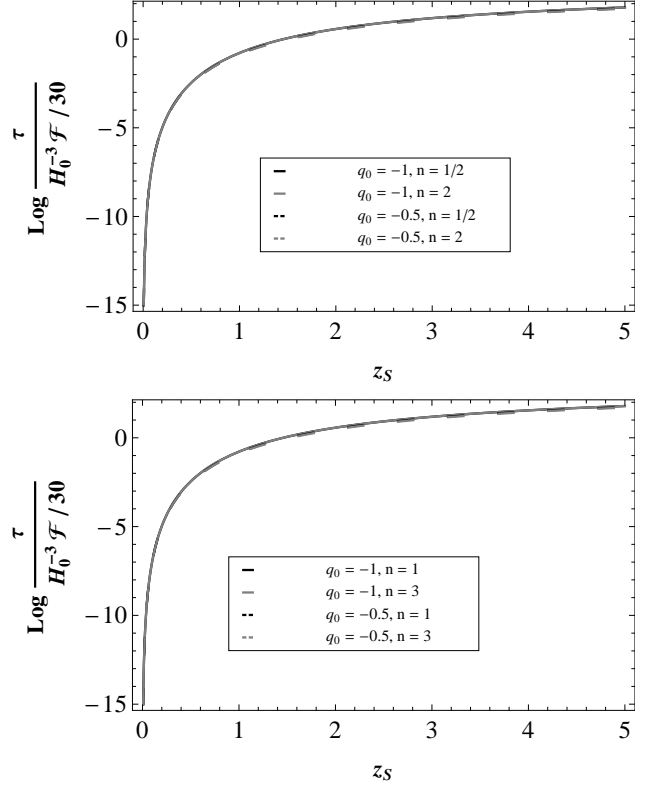 0
−5
−10
−15
Log τ / H₀⁻³ ℱ / 30
q₀ = −1, n = 1/2
q₀ = −1, n = 2
q₀ = −0.5, n = 1/2
q₀ = −0.5, n = 2
0 1 2 3 4 5
z_S
0
−5
−10
−15
Log τ / H₀⁻³ ℱ / 30
q₀ = −1, n = 1
q₀ = −1, n = 3
q₀ = −0.5, n = 1
q₀ = −0.5, n = 3
0 1 2 3 4 5
z_S